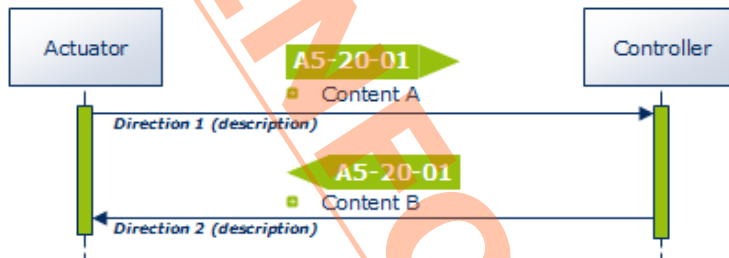 Actuator
Controller
A5-20-01
Content A
Direction 1 (description)
A5-20-01
Content B
Direction 2 (description)